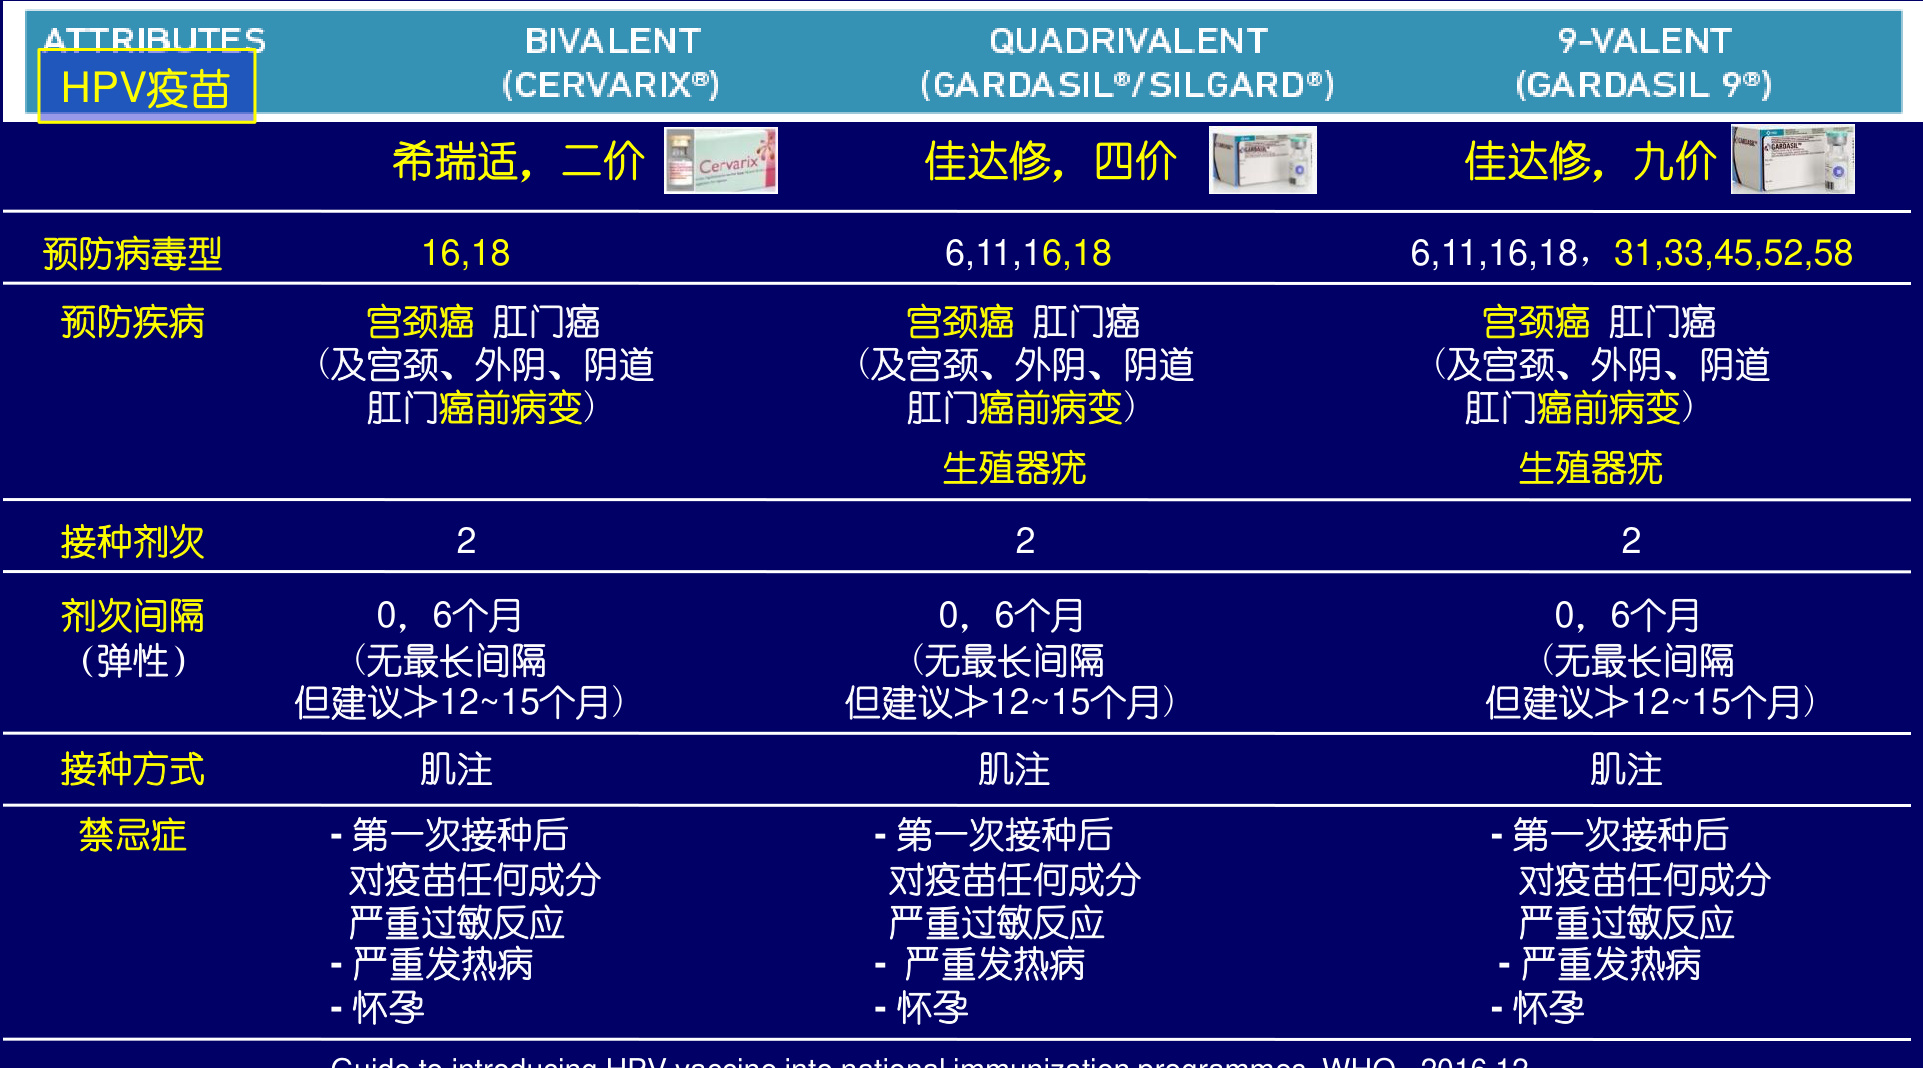 ATTRIBUTES
BIVALENT
(CERVARIX®)
QUADRIVALENT
(GARDASIL®/SILGARD®)
9-VALENT
(GARDASIL 9®)
HPV疫苗
希瑞适，二价
Cervarix
佳达修，四价
GARDASIL
佳达修，九价
GARDASIL
预防病毒型
16,18
6,11,16,18
6,11,16,18，31,33,45,52,58
预防疾病
宫颈癌 肛门癌
（及宫颈、外阴、阴道
肛门癌前病变）
宫颈癌 肛门癌
（及宫颈、外阴、阴道
肛门癌前病变）
生殖器疣
宫颈癌 肛门癌
（及宫颈、外阴、阴道
肛门癌前病变）
生殖器疣
接种剂次
2
2
2
剂次间隔
（弹性）
0，6个月
（无最长间隔
但建议≯12~15个月）
0，6个月
（无最长间隔
但建议≯12~15个月）
0，6个月
（无最长间隔
但建议≯12~15个月）
接种方式
肌注
肌注
肌注
禁忌症
- 第一次接种后
对疫苗任何成分
严重过敏反应
- 严重发热病
- 怀孕
- 第一次接种后
对疫苗任何成分
严重过敏反应
- 严重发热病
- 怀孕
- 第一次接种后
对疫苗任何成分
严重过敏反应
- 严重发热病
- 怀孕
Guide to introducing HPV vaccine into national immunization programmes, WHO, 2016.12